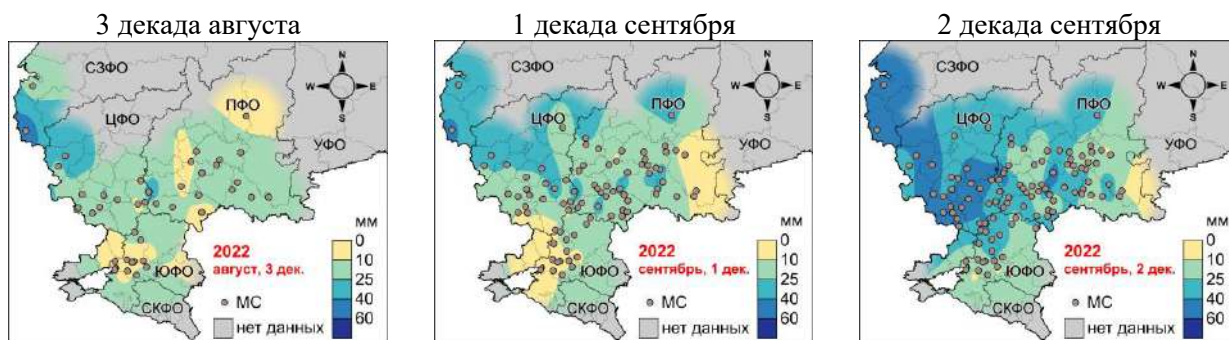 3 декада августа
1 декада сентября
2 декада сентября
СЗФО
ЦФО
ПФО
УФО
ЮФО
СКФО
N
W
E
S
2022
август, 3 дек.
МС
нет данных
мм
0
10
25
40
60
СЗФО
ЦФО
ПФО
УФО
ЮФО
СКФО
N
W
E
S
2022
сентябрь, 1 дек.
МС
нет данных
мм
0
10
25
40
60
СЗФО
ЦФО
ПФО
УФО
ЮФО
СКФО
N
W
E
S
2022
сентябрь, 2 дек.
МС
нет данных
мм
0
10
25
40
60